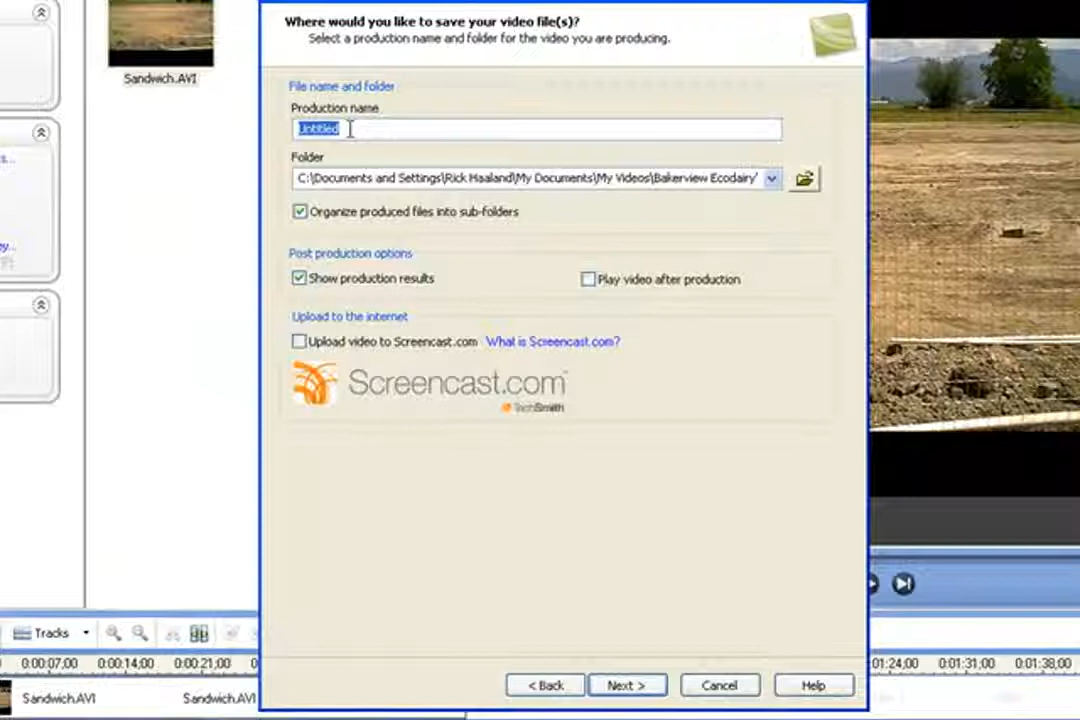 Where would you like to save your video file(s)?
Select a production name and folder for the video you are producing.
Sandwich.AVI
File name and folder
Production name
Untitled
Folder
C:\Documents and Settings\Rick Haaland\My Documents\My Videos\Bakerview Ecodairy'
Organize produced files into sub-folders
Post production options
Show production results
Play video after production
Upload to the internet
Upload video to Screencast.com What is Screencast.com?
Screencast.com
TechSmith
< Back Next > Cancel Help
Tracks
0:00:07;00 0:00:14;00 0:00:21;00 01:24;00 0:01:31;00 0:01:38;00
Sandwich.AVI Sandwich.AVI